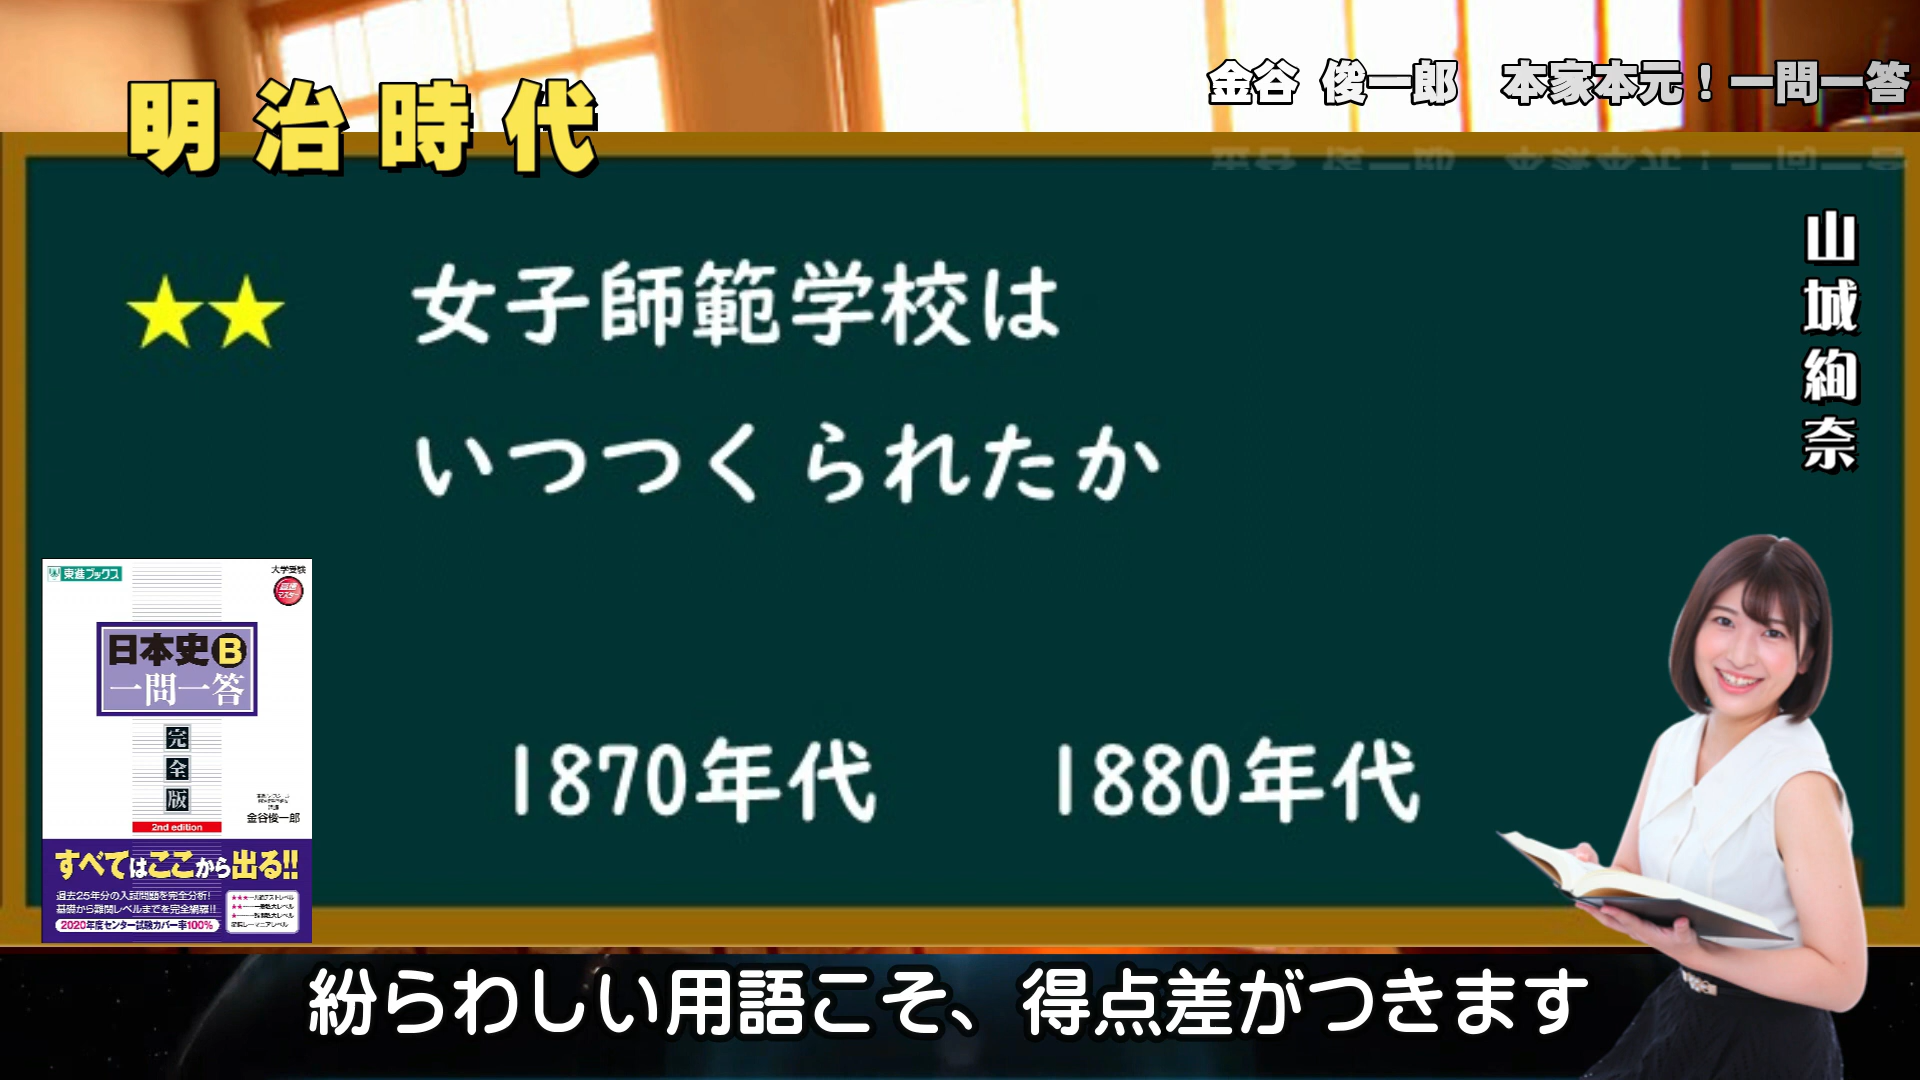 明治時代
金谷 俊一郎 本家本元！一問一答
山城絢奈
★★ 女子師範学校は
いつつくられたか
1870年代 1880年代
東進ブックス
大学受験
日本史B
一問一答
完全版
2nd edition
金谷俊一郎
すべてはここから出る!!
過去25年分の入試問題を完全分析!
基礎から難関レベルまでを完全網羅!!
2020年度センター試験カバー率100%
紛らわしい用語こそ、得点差がつきます